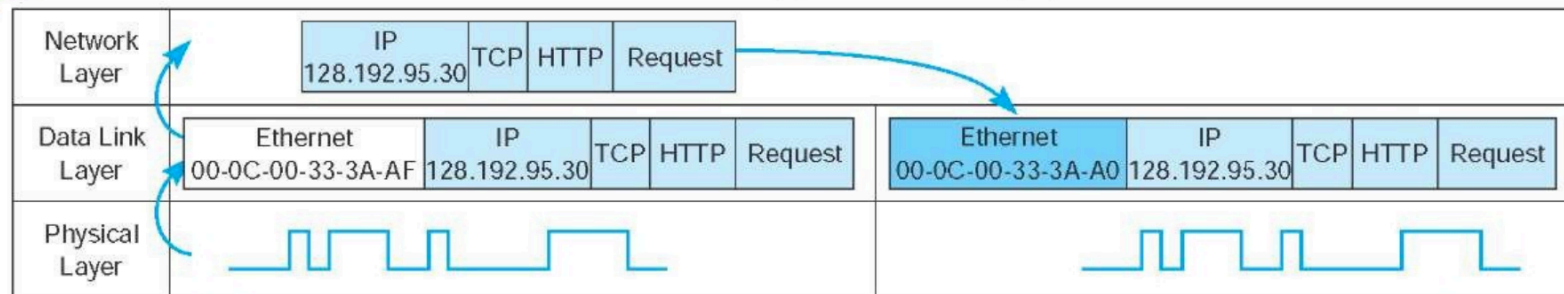 Network
Layer
IP
128.192.95.30
TCP
HTTP
Request
Data Link
Layer
Ethernet
00-0C-00-33-3A-AF
IP
128.192.95.30
TCP
HTTP
Request
Ethernet
00-0C-00-33-3A-A0
IP
128.192.95.30
TCP
HTTP
Request
Physical
Layer